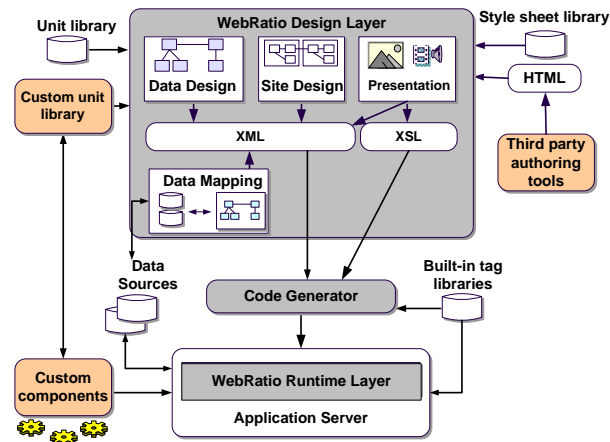 Unit library
WebRatio Design Layer
Style sheet library
Data Design
Site Design
Presentation
HTML
Custom unit
library
XML
XSL
Third party
authoring
tools
Data Mapping
Data
Sources
Built-in tag
libraries
Code Generator
Custom
components
WebRatio Runtime Layer
Application Server